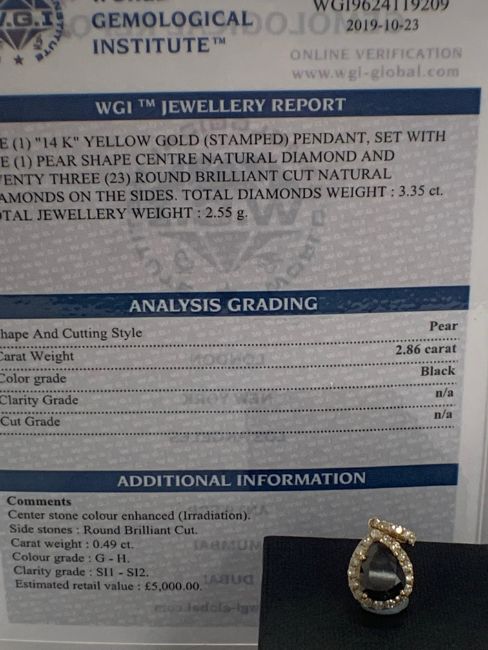 WGI9624119209
GEMOLOGICAL
2019-10-23
INSTITUTE™
ONLINE VERIFICATION
www.wgi-global.com
WGI ™ JEWELLERY REPORT
(1) "14 K" YELLOW GOLD (STAMPED) PENDANT, SET WITH
(1) PEAR SHAPE CENTRE NATURAL DIAMOND AND
ENTY THREE (23) ROUND BRILLIANT CUT NATURAL
AMONDS ON THE SIDES. TOTAL DIAMONDS WEIGHT : 3.35 ct.
OTAL JEWELLERY WEIGHT : 2.55 g.
ANALYSIS GRADING
hape And Cutting Style Pear
Carat Weight 2.86 carat
Color grade Black
Clarity Grade n/a
Cut Grade n/a
ADDITIONAL INFORMATION
Comments
Center stone colour enhanced (Irradiation).
Side stones : Round Brilliant Cut.
Carat weight : 0.49 ct.
Colour grade : G - H.
Clarity grade : SI1 - SI2.
Estimated retail value : £5,000.00.